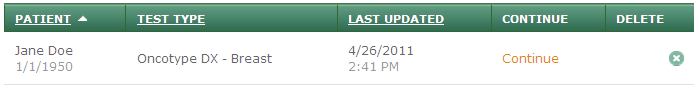 PATIENT TEST TYPE LAST UPDATED CONTINUE DELETE
Jane Doe 4/26/2011
Oncotype DX - Breast Continue
1/1/1950 2:41 PM